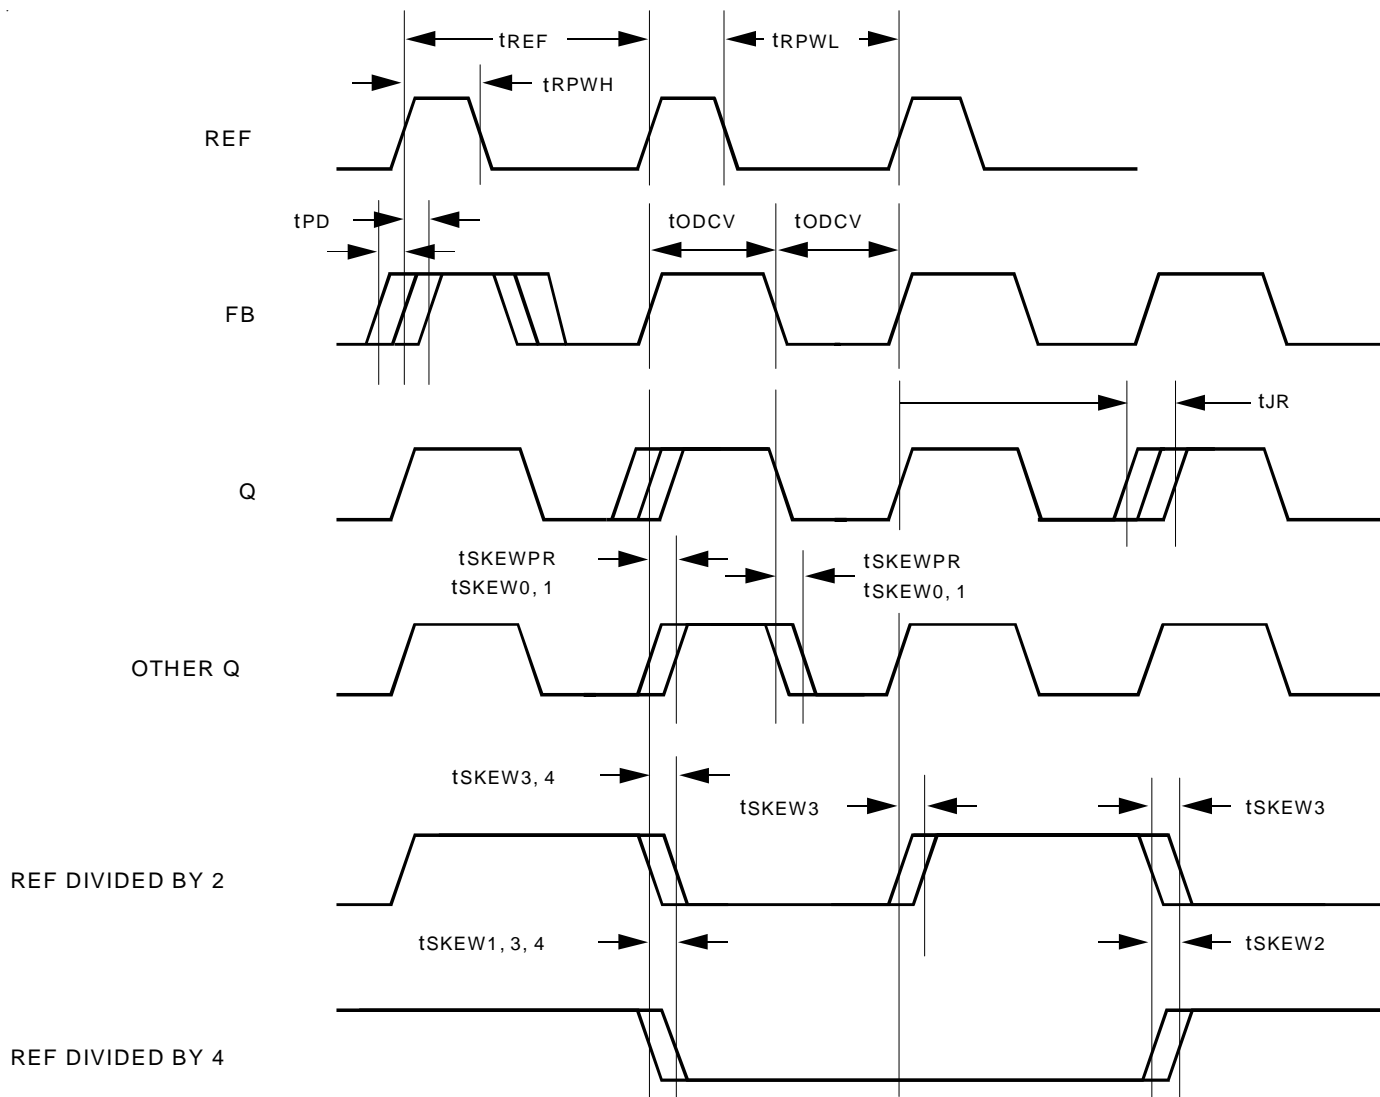 tREF
tRPWL
tRPWH
REF
tPD
tODCV
tODCV
FB
tJR
Q
tSKEWPR
tSKEW0, 1
tSKEWPR
tSKEW0, 1
OTHER Q
tSKEW3, 4
tSKEW3
tSKEW3
REF DIVIDED BY 2
tSKEW1, 3, 4
tSKEW2
REF DIVIDED BY 4